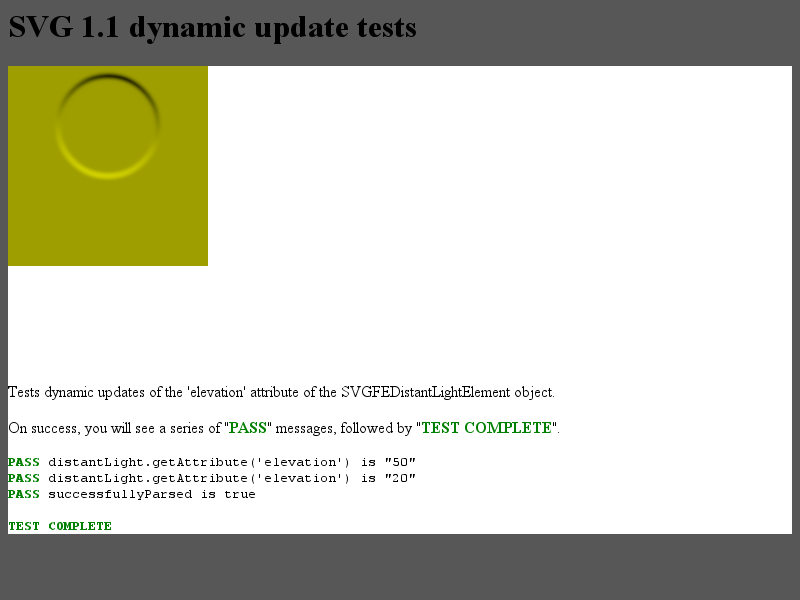 SVG 1.1 dynamic update tests
Tests dynamic updates of the 'elevation' attribute of the SVGFEDistantLightElement object.
On success, you will see a series of "PASS" messages, followed by "TEST COMPLETE".
PASS distantLight.getAttribute('elevation') is "50"
PASS distantLight.getAttribute('elevation') is "20"
PASS successfullyParsed is true
TEST COMPLETE